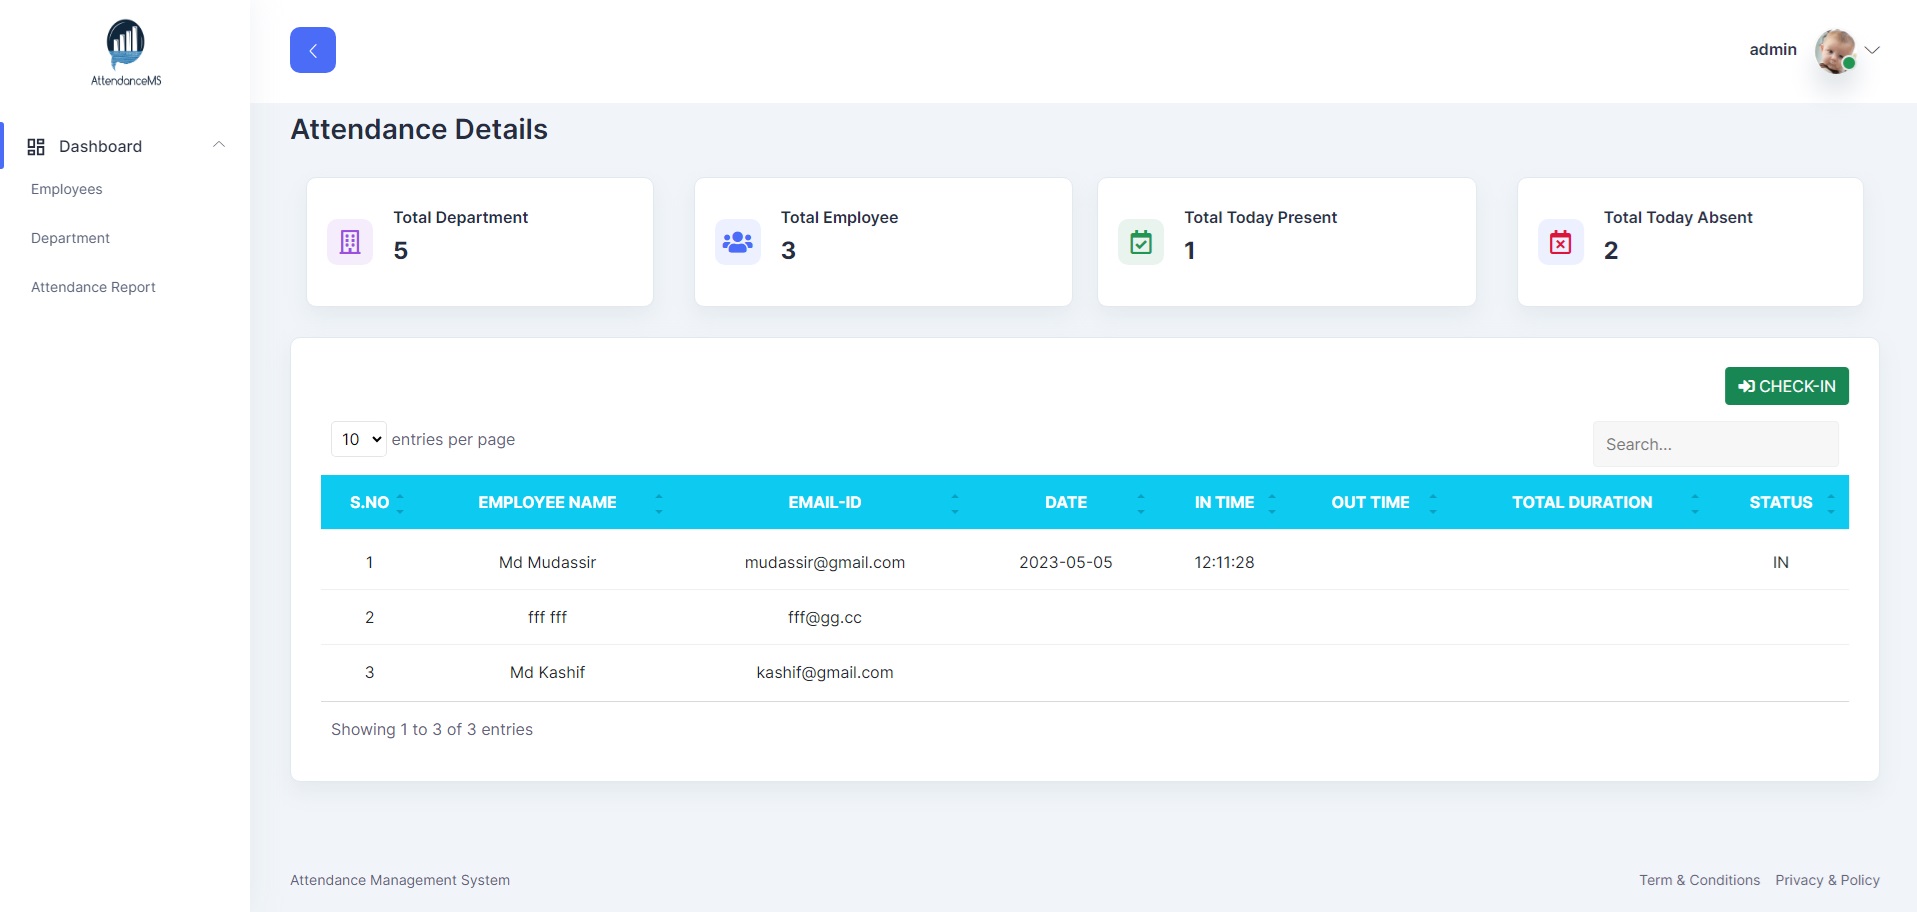 AttendanceMS
admin
Dashboard
Employees
Department
Attendance Report
Attendance Details
Total Department
5
Total Employee
3
Total Today Present
1
Total Today Absent
2
CHECK-IN
10 entries per page
Search...
S.NO EMPLOYEE NAME EMAIL-ID DATE IN TIME OUT TIME TOTAL DURATION STATUS
1 Md Mudassir mudassir@gmail.com 2023-05-05 12:11:28 IN
2 fff fff fff@gg.cc
3 Md Kashif kashif@gmail.com
Showing 1 to 3 of 3 entries
Attendance Management System
Term & Conditions Privacy & Policy